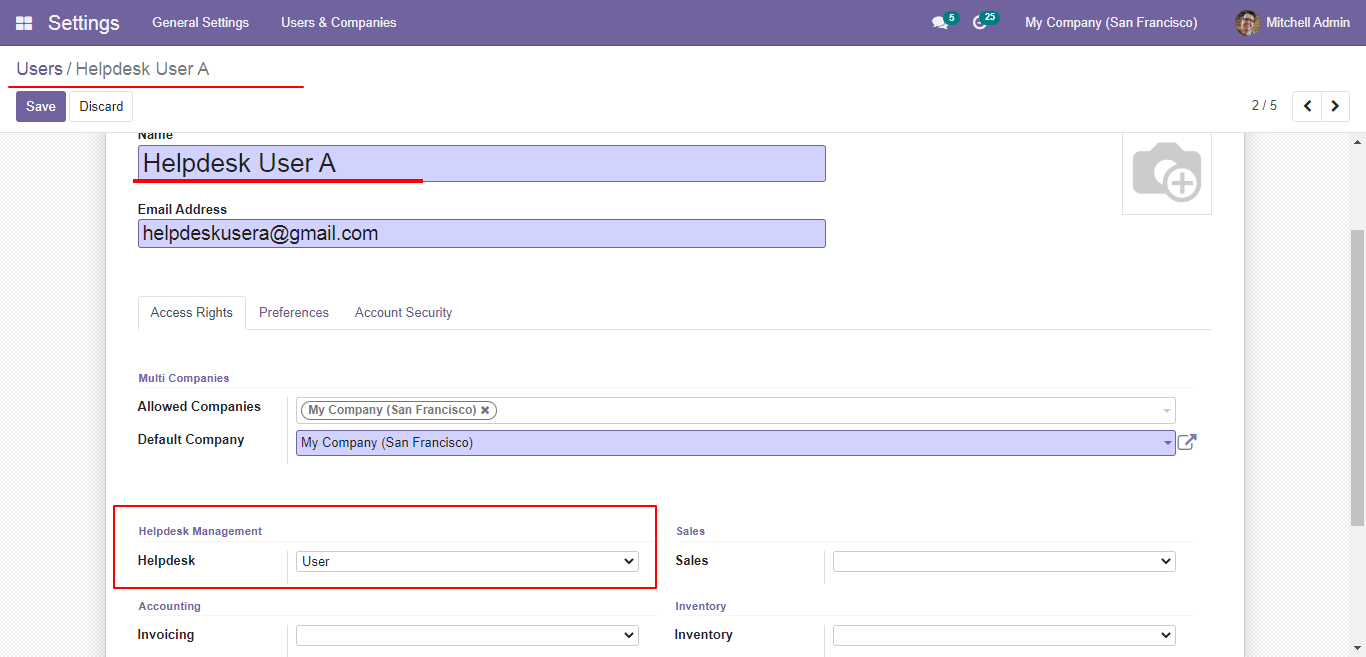 Settings General Settings Users & Companies 5 25 My Company (San Francisco) Mitchell Admin
Users / Helpdesk User A
Save Discard 2 / 5
Name
Helpdesk User A
Email Address
helpdeskusera@gmail.com
Access Rights Preferences Account Security
Multi Companies
Allowed Companies My Company (San Francisco)
Default Company My Company (San Francisco)
Helpdesk Management Sales
Helpdesk User Sales
Accounting Inventory
Invoicing Inventory